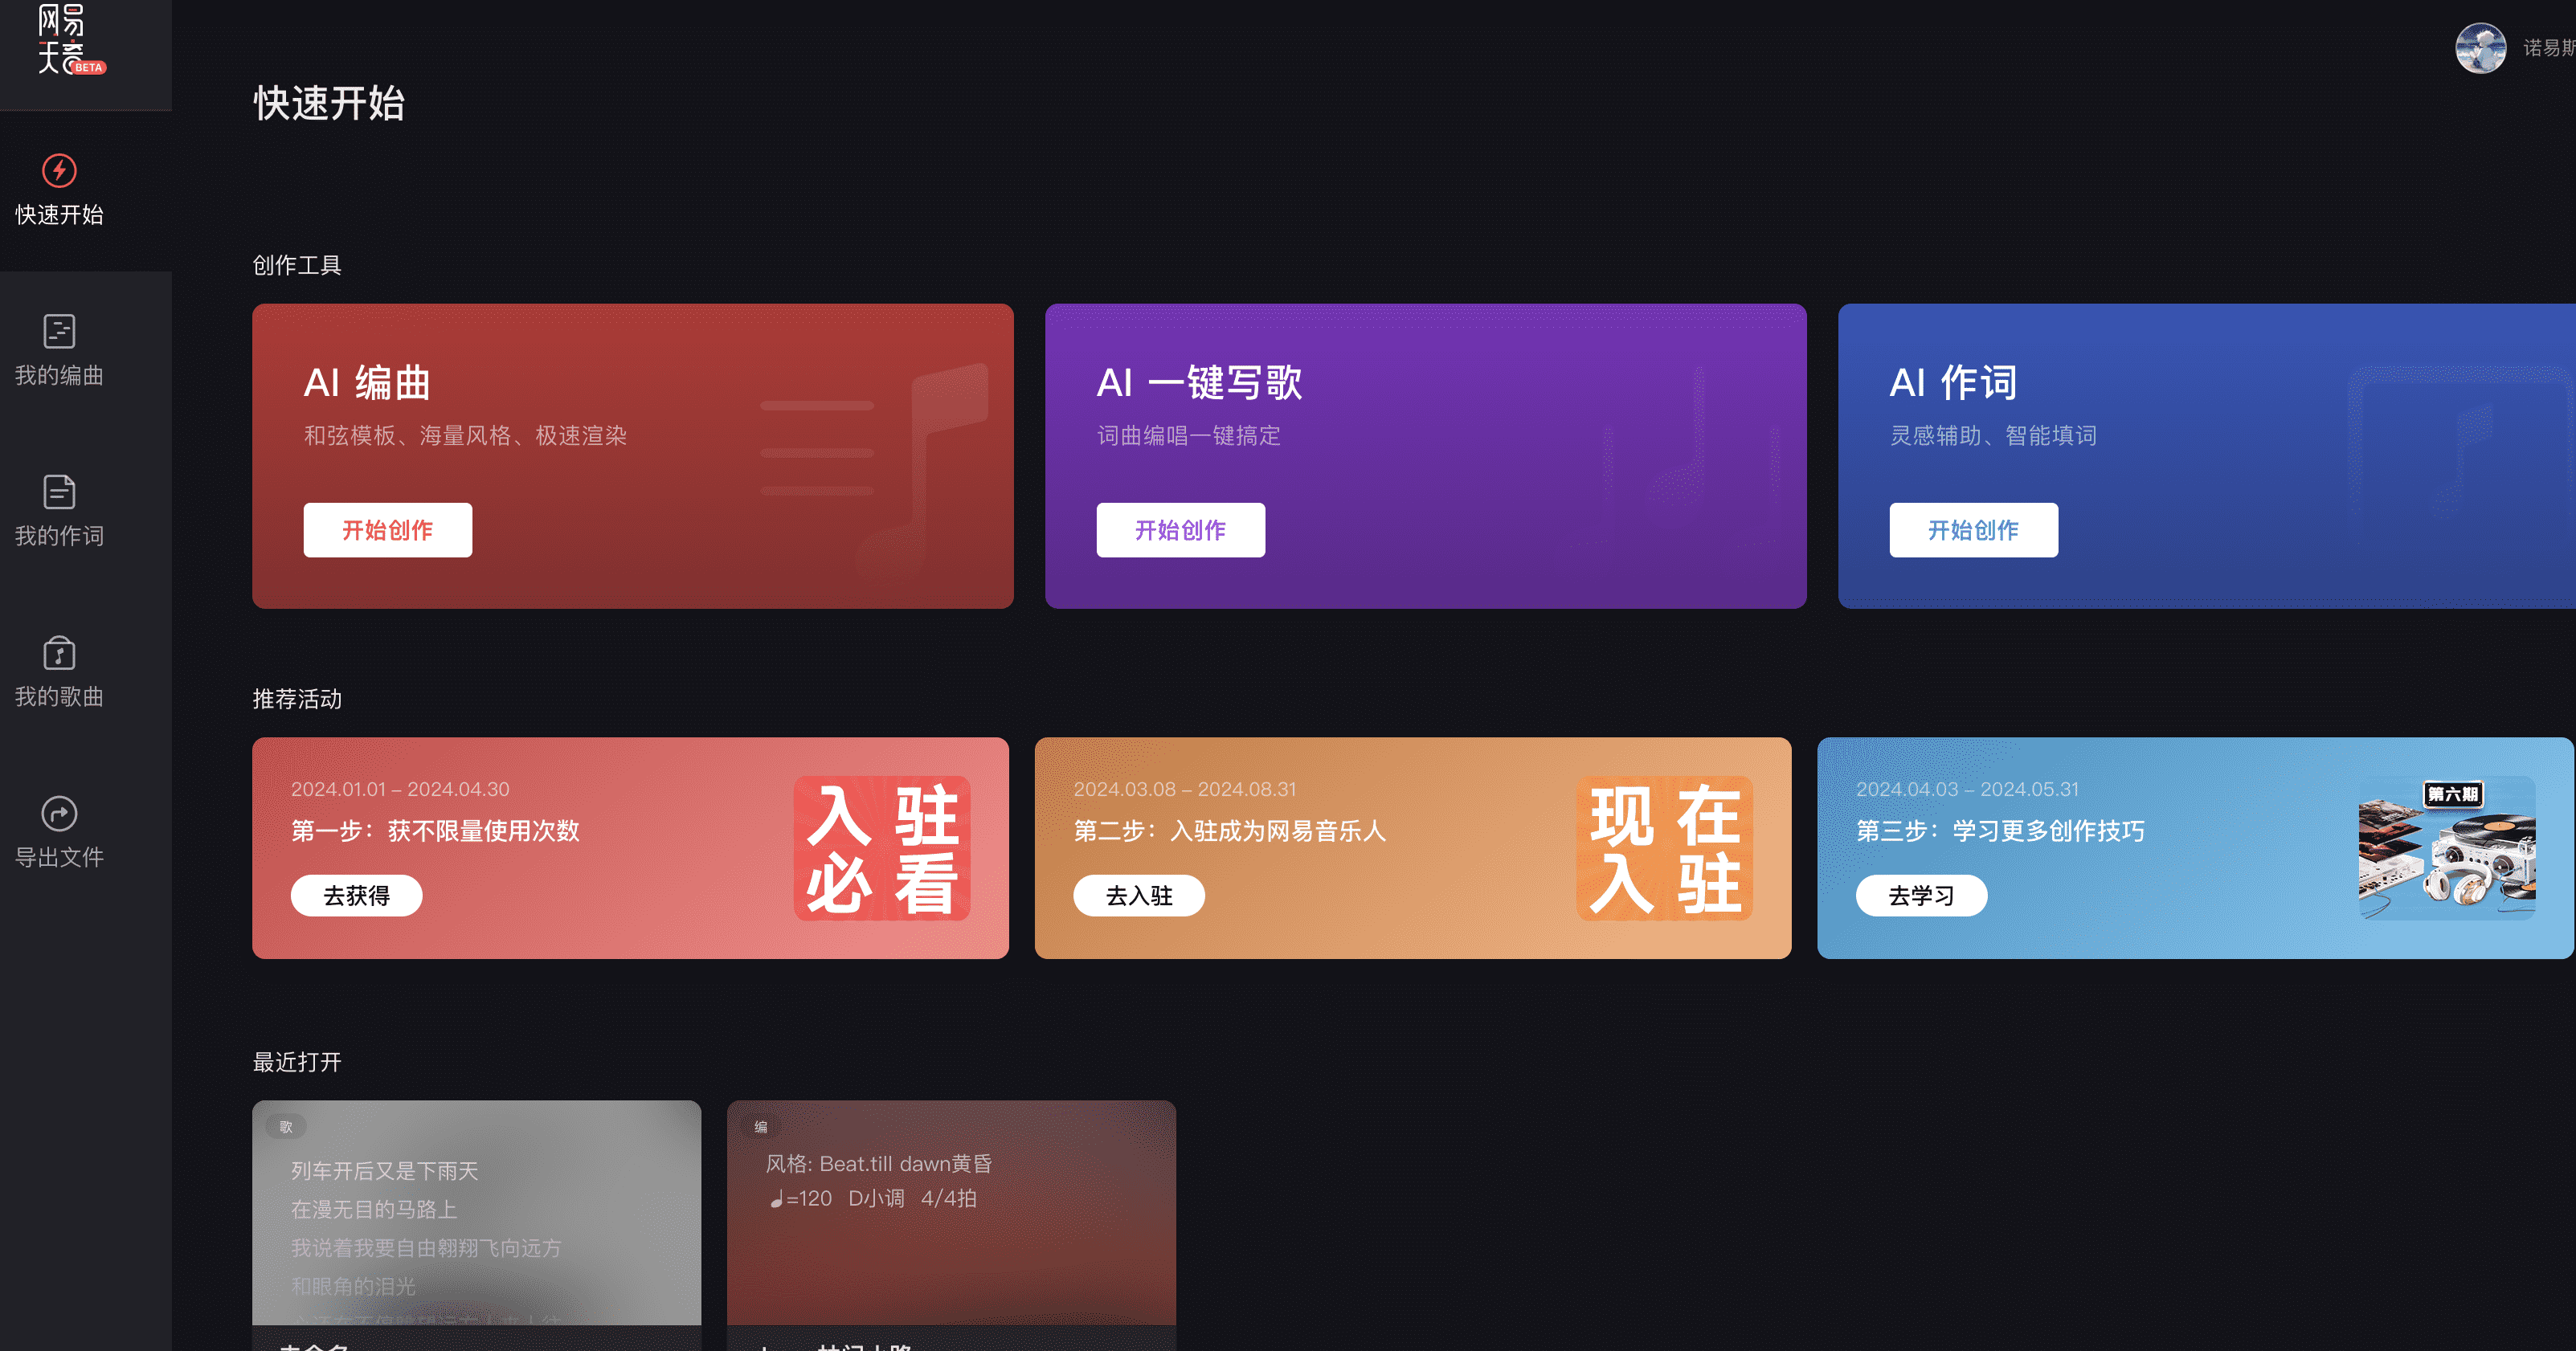 网易
天音
BETA
诺易斯
快速开始
快速开始
我的编曲
我的作词
我的歌曲
导出文件
创作工具
AI 编曲
和弦模板、海量风格、极速渲染
开始创作
AI 一键写歌
词曲编唱一键搞定
开始创作
AI 作词
灵感辅助、智能填词
开始创作
推荐活动
2024.01.01 – 2024.04.30
第一步：获不限量使用次数
去获得
入驻
必看
2024.03.08 – 2024.08.31
第二步：入驻成为网易音乐人
去入驻
现在
入驻
2024.04.03 – 2024.05.31
第三步：学习更多创作技巧
去学习
第六期
最近打开
歌
列车开后又是下雨天
在漫无目的马路上
我说着我要自由翱翔飞向远方
和眼角的泪光
编
风格: Beat.till dawn黄昏
♩=120 D小调 4/4拍